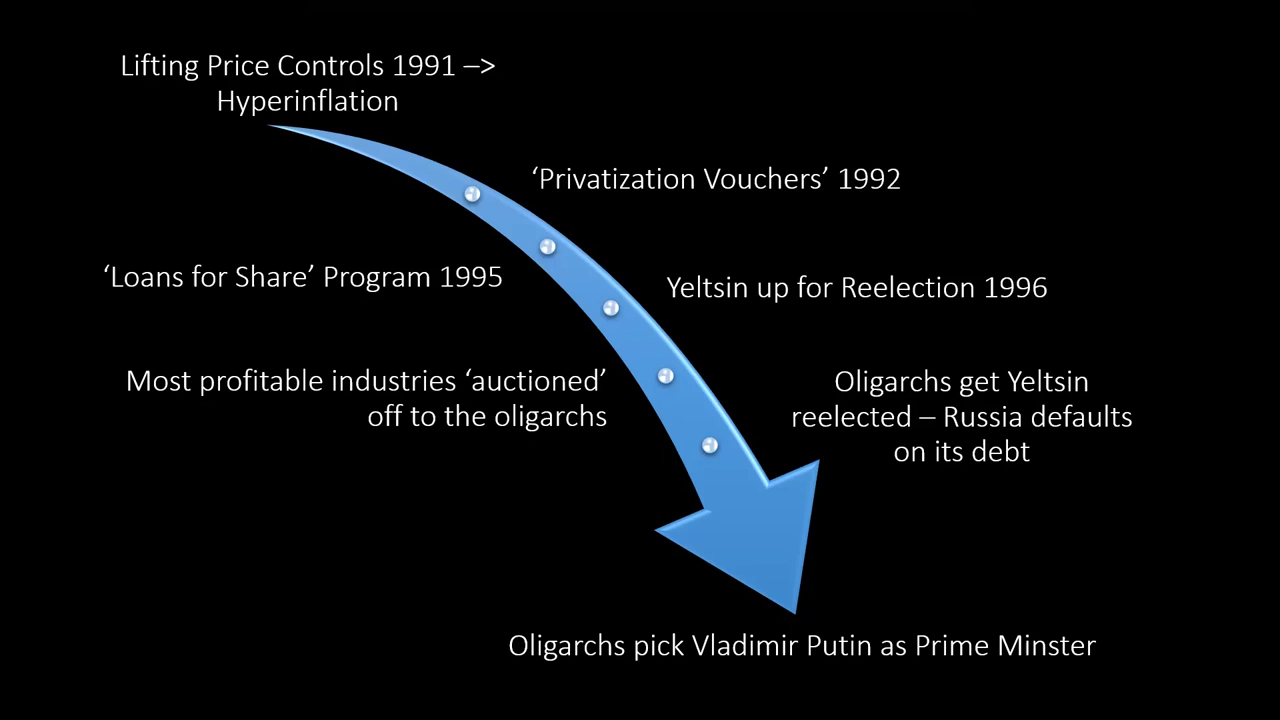 Lifting Price Controls 1991 –>
Hyperinflation
‘Privatization Vouchers’ 1992
‘Loans for Share’ Program 1995
Yeltsin up for Reelection 1996
Most profitable industries ‘auctioned’
off to the oligarchs
Oligarchs get Yeltsin
reelected – Russia defaults
on its debt
Oligarchs pick Vladimir Putin as Prime Minster